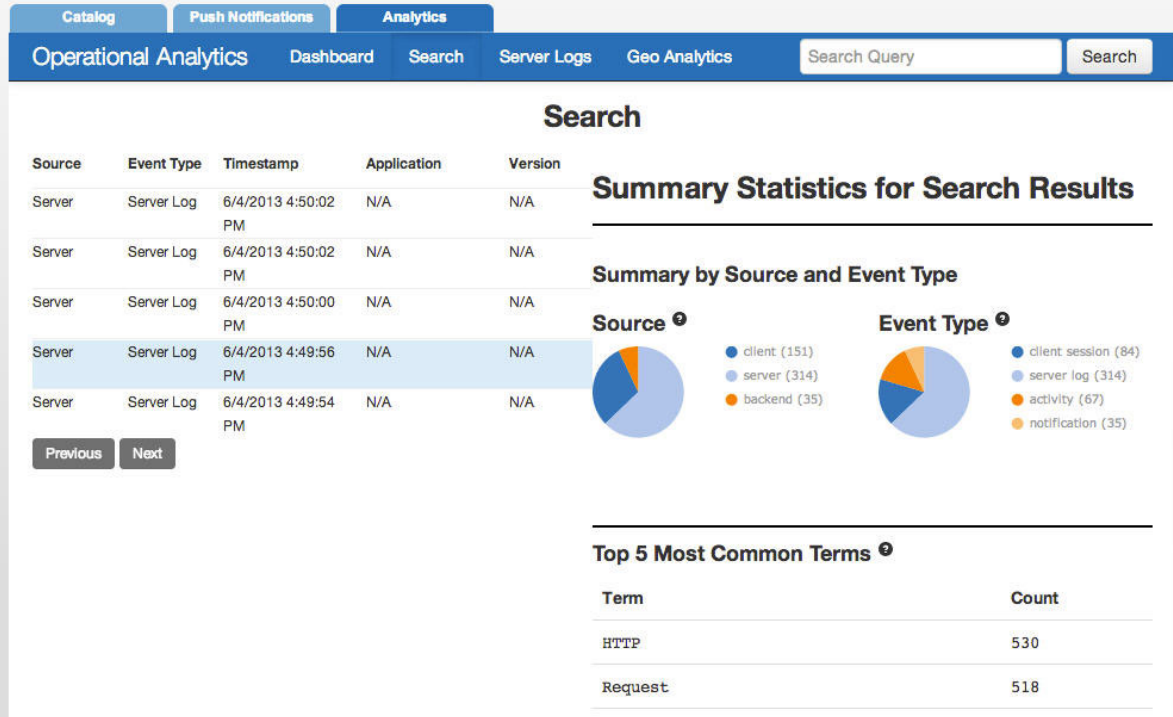 Catalog Push Notifications Analytics
Operational Analytics Dashboard Search Server Logs Geo Analytics Search Query Search
Search
Source Event Type Timestamp Application Version
Server Server Log 6/4/2013 4:50:02 PM N/A N/A
Server Server Log 6/4/2013 4:50:02 PM N/A N/A
Server Server Log 6/4/2013 4:50:00 PM N/A N/A
Server Server Log 6/4/2013 4:49:56 PM N/A N/A
Server Server Log 6/4/2013 4:49:54 PM N/A N/A
Previous Next
Summary Statistics for Search Results
Summary by Source and Event Type
Source ?
client (151)
server (314)
backend (35)
Event Type ?
client session (84)
server log (314)
activity (67)
notification (35)
Top 5 Most Common Terms ?
Term Count
HTTP 530
Request 518